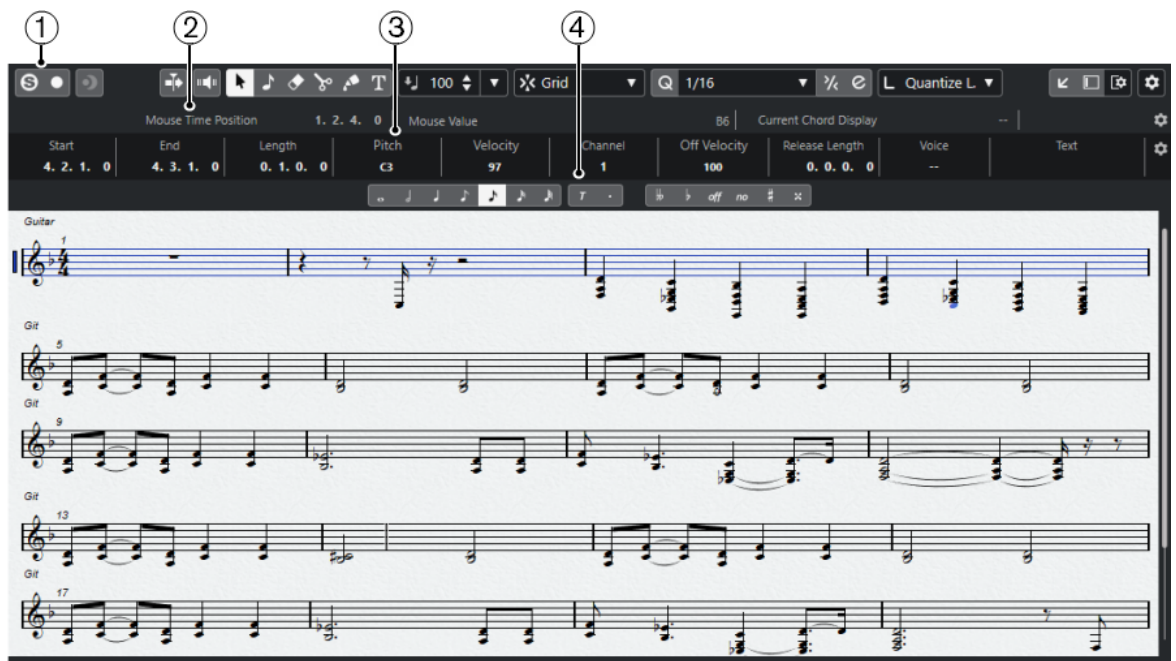 1 2 3 4
S 100 Grid Q 1/16 e L Quantize L.
Mouse Time Position 1. 2. 4. 0 Mouse Value B6 Current Chord Display --
Start End Length Pitch Velocity Channel Off Velocity Release Length Voice Text
4. 2. 1. 0 4. 3. 1. 0 0. 1. 0. 0 C3 97 1 100 0. 0. 0. 0 --
T . off no
Guitar
1
4
4
Git
5
Git
9
Git
13
Git
17